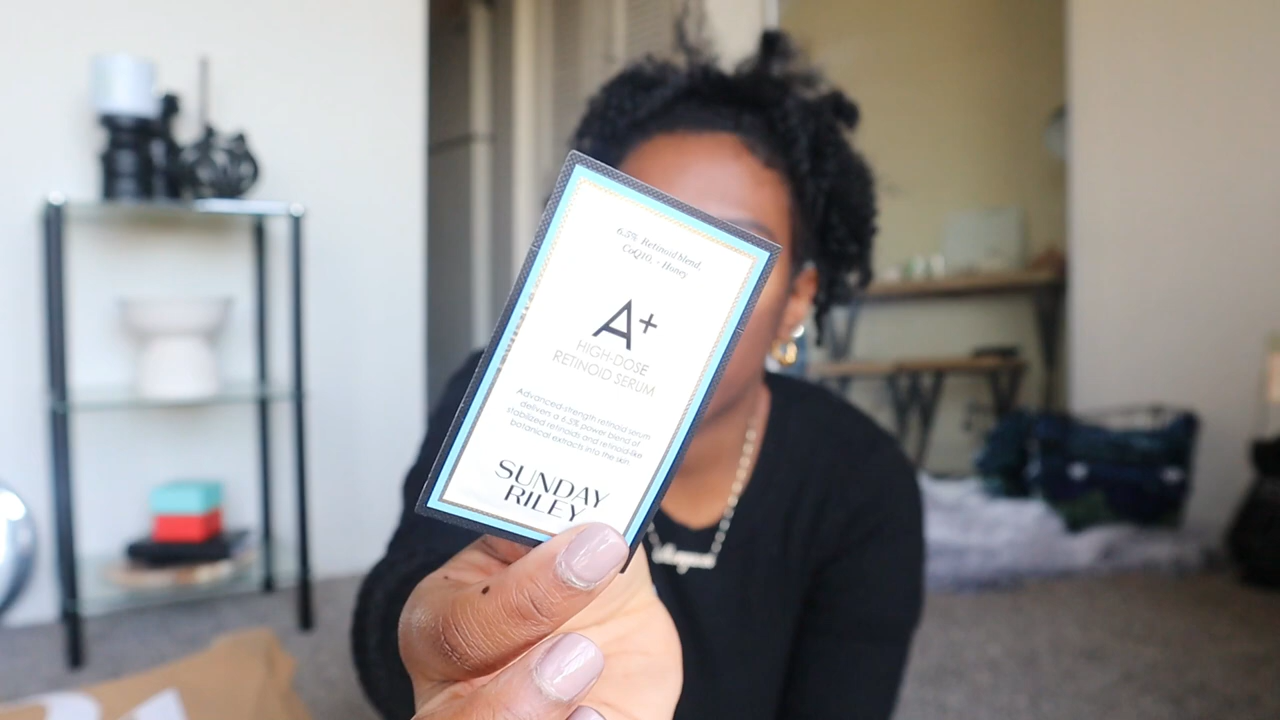 6.5% Retinoid blend,
CoQ10, + Honey
A+
HIGH-DOSE
RETINOID SERUM
Advanced strength retinoid serum
delivers a 6.5% power blend of
stabilized retinoids and retinoid-like
botanical extracts into the skin
SUNDAY
RILEY